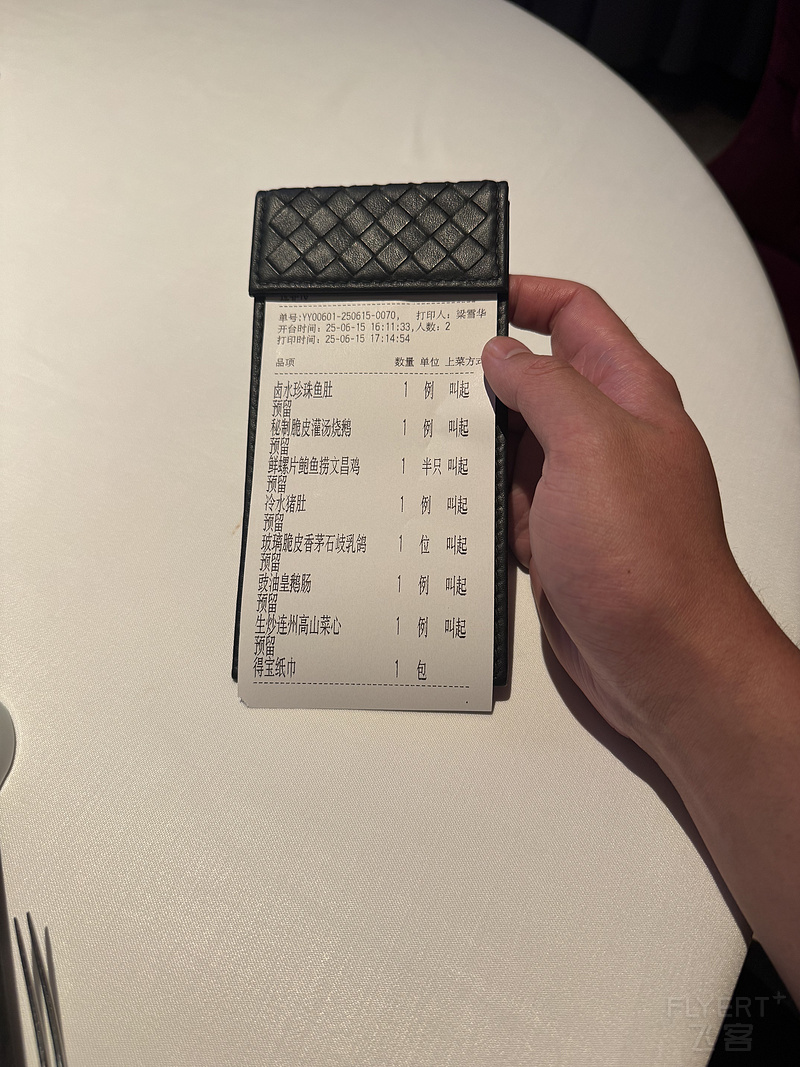 单号:YY00601-250615-0070, 打印人: 梁雪华
开台时间: 25-06-15 16:11:33,人数: 2
打印时间: 25-06-15 17:14:54
品项 数量 单位 上菜方式
卤水珍珠鱼肚 1 例 叫起
预留
秘制脆皮灌汤烧鹅 1 例 叫起
预留
鲜螺片鲍鱼捞文昌鸡 1 半只 叫起
预留
冷水猪肚 1 例 叫起
预留
玻璃脆皮香茅石岐乳鸽 1 位 叫起
预留
豉油皇鹅肠 1 例 叫起
预留
生炒连州高山菜心 1 例 叫起
预留
得宝纸巾 1 包
FLYERT+
飞客